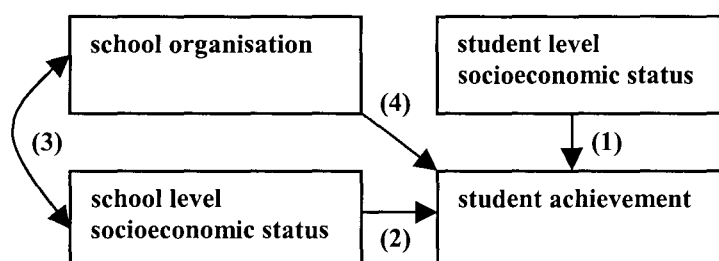 school organisation
student level
socioeconomic status
(4)
(3)
(1)
school level
socioeconomic status
student achievement
(2)